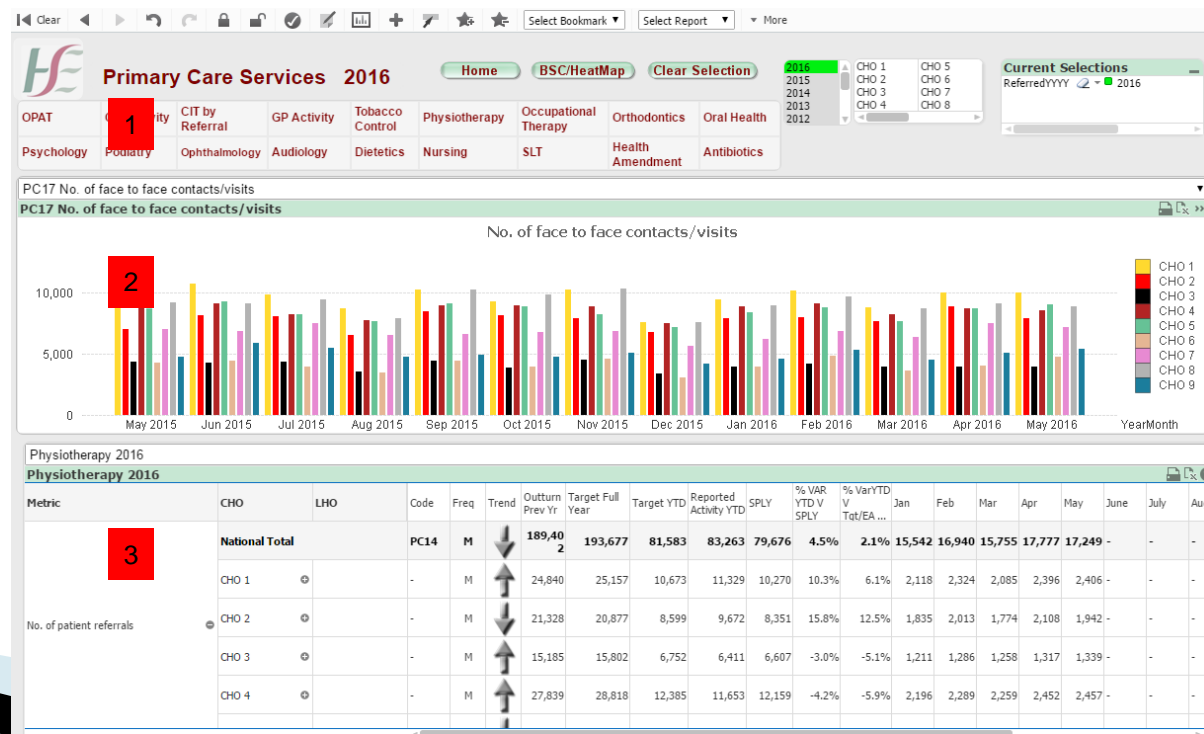 Clear Select Bookmark Select Report More
HSE
Primary Care Services 2016
Home BSC/HeatMap Clear Selection
2016 CHO 1 CHO 5
2015 CHO 2 CHO 6
2014 CHO 3 CHO 7
2013 CHO 4 CHO 8
2012
Current Selections
ReferredYYYY 2016
OPAT 1 CIT by Referral GP Activity Tobacco Control Physiotherapy Occupational Therapy Orthodontics Oral Health
Psychology Podiatry Ophthalmology Audiology Dietetics Nursing SLT Health Amendment Antibiotics
PC17 No. of face to face contacts/visits
PC17 No. of face to face contacts/visits
No. of face to face contacts/visits
2
10,000
5,000
0
May 2015 Jun 2015 Jul 2015 Aug 2015 Sep 2015 Oct 2015 Nov 2015 Dec 2015 Jan 2016 Feb 2016 Mar 2016 Apr 2016 May 2016 YearMonth
CHO 1
CHO 2
CHO 3
CHO 4
CHO 5
CHO 6
CHO 7
CHO 8
CHO 9
Physiotherapy 2016
Physiotherapy 2016
Metric CHO LHO Code Freq Trend Outturn Prev Yr Target Full Year Target YTD Reported Activity YTD SPLY % VAR YTD V SPLY % VarYTD V Tgt/EA ... Jan Feb Mar Apr May June July Au
3
National Total PC14 M 189,402 193,677 81,583 83,263 79,676 4.5% 2.1% 15,542 16,940 15,755 17,777 17,249 - - -
CHO 1 - M 24,840 25,157 10,673 11,329 10,270 10.3% 6.1% 2,118 2,324 2,085 2,396 2,406 - - -
No. of patient referrals
CHO 2 - M 21,328 20,877 8,599 9,672 8,351 15.8% 12.5% 1,835 2,013 1,774 2,108 1,942 - - -
CHO 3 - M 15,185 15,802 6,752 6,411 6,607 -3.0% -5.1% 1,211 1,286 1,258 1,317 1,339 - - -
CHO 4 - M 27,839 28,818 12,385 11,653 12,159 -4.2% -5.9% 2,196 2,289 2,259 2,452 2,457 - - -